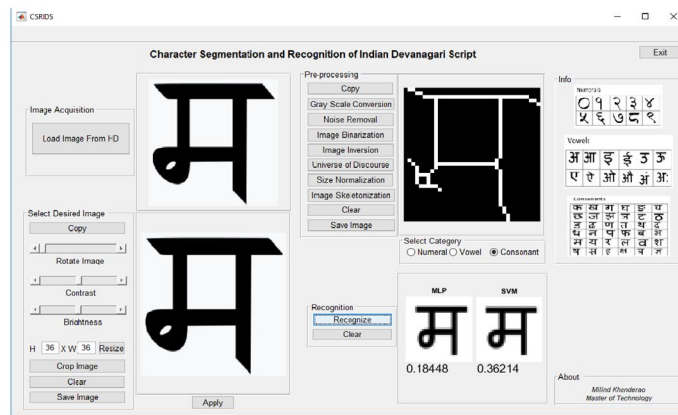 CSRIDS
Character Segmentation and Recognition of Indian Devanagari Script
Exit
Image Acquisition
Load Image From HD
म
Select Desired Image
Copy
Rotate Image
Contrast
Brightness
H 36 X W 36 Resize
Crop Image
Clear
Save Image
म
Apply
Pre-processing
Copy
Gray Scale Conversion
Noise Removal
Image Binarization
Image Inversion
Universe of Discourse
Size Normalization
Image Skeletonization
Clear
Save Image
म
Select Category
Numeral Vowel Consonant
Recognition
Recognize
Clear
MLP SVM
म म
0.18448 0.36214
Info
Numerals
० १ २ ३ ४
५ ६ ७ ८ ९
Vowels
अ आ इ ई उ ऊ
ए ऐ ओ औ अं अः
Consonants
क ख ग घ ङ च
छ ज झ ञ ट ठ
ड ढ ण त थ द
ध न प फ ब भ
म य र ल व श
ष स ह क्ष
About
Milind Khanderao
Master of Technology